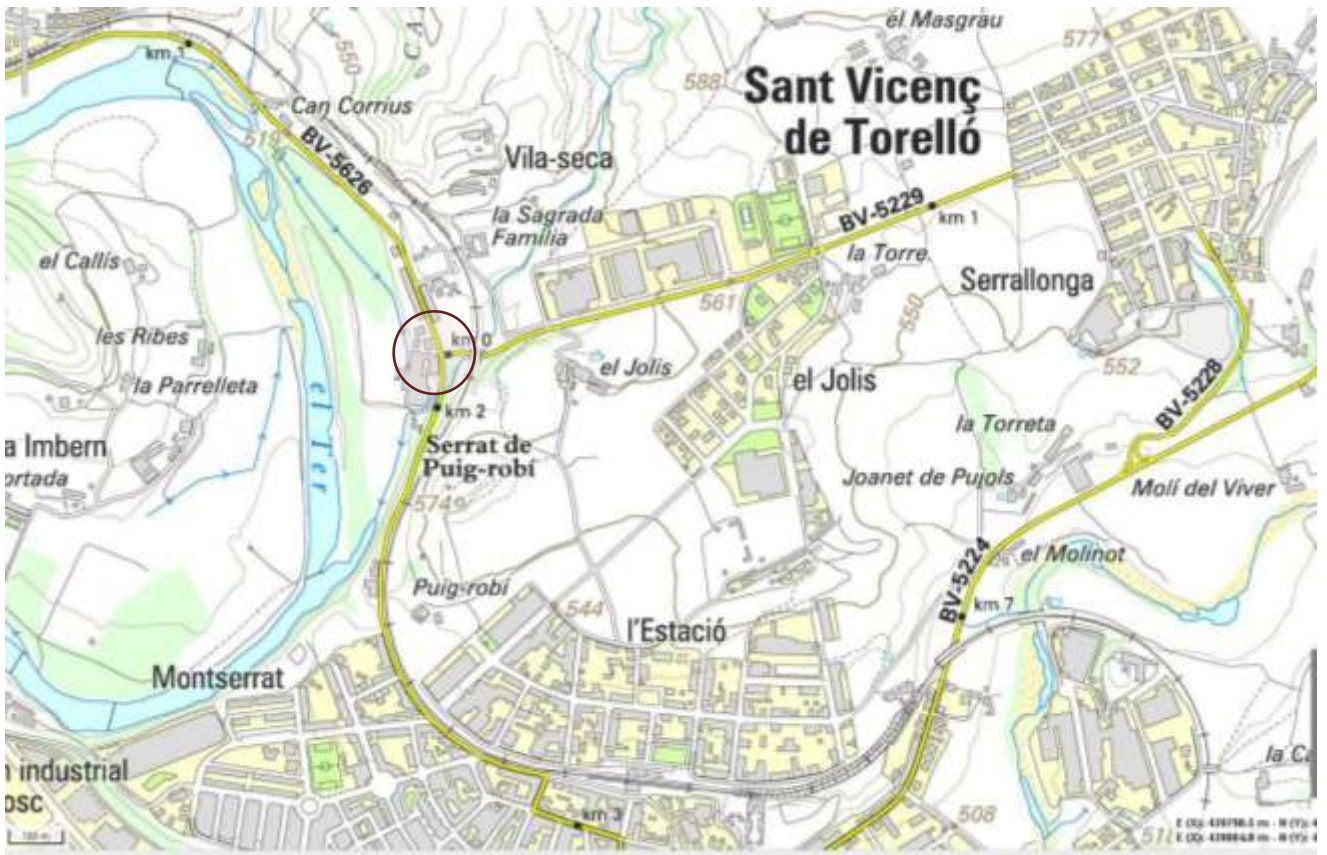 el Masgrau
577
km 1
550
C. A.
588
Sant Vicenç
de Torelló
Can Corrius
519
BV-5626
Vila-seca
la Sagrada
Família
BV-5229
km 1
la Torre
Serrallonga
el Callís
561
550
les Ribes
km 0
el Jolis
552
la Parrelleta
el Ter
el Jolis
BV-5228
km 2
la Torreta
a Imbern
ortada
Serrat de
Puig-robí
Joanet de Pujols
Molí del Viver
574
BV-5224
el Molinot
Puig-robí
544
km 7
l'Estació
Montserrat
n industrial
osc
la Ca
km 3
508